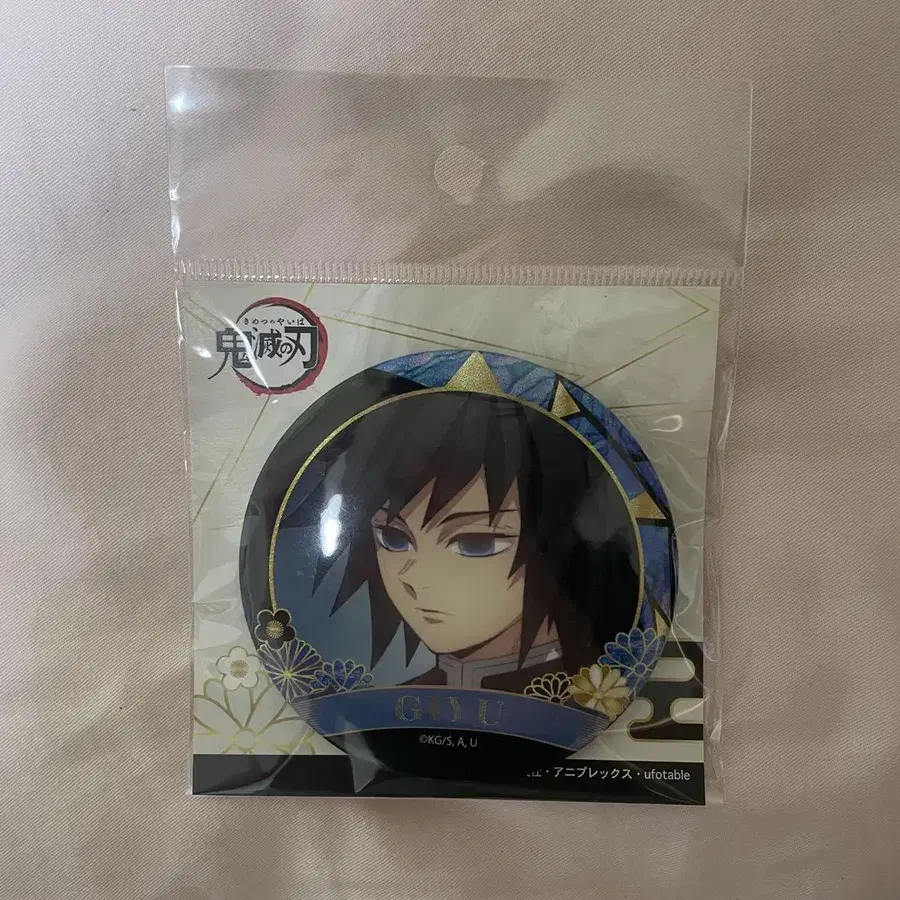 きめつのやいば
鬼滅の刃
GIYU
©KG/S, A, U
・アニプレックス・ufotable